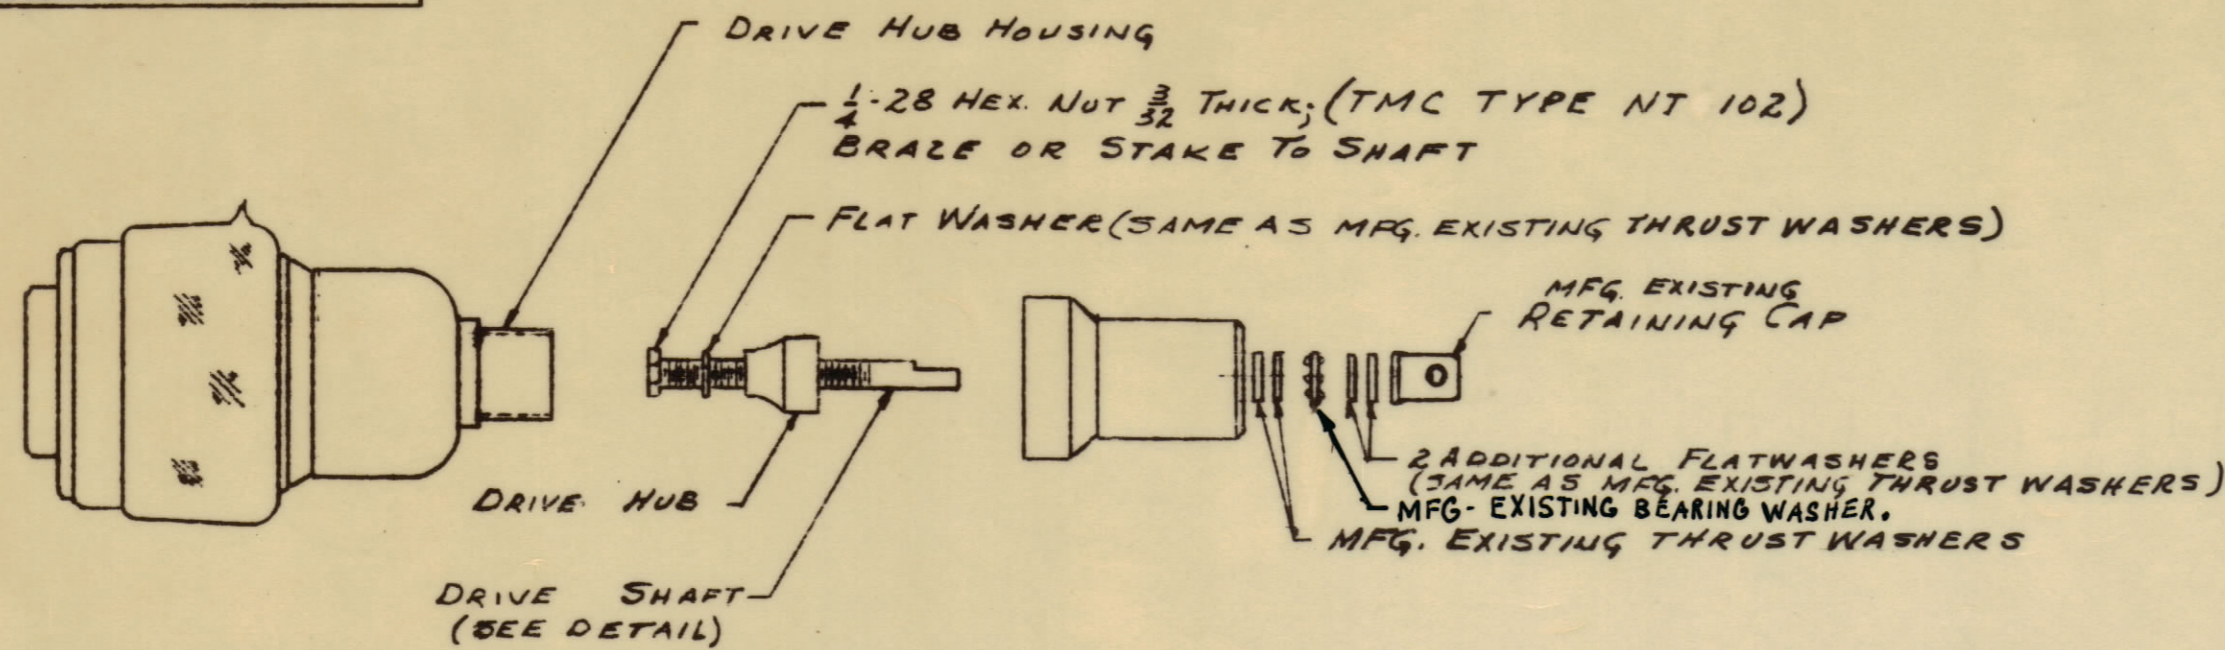 DRIVE HUB HOUSING
1/4-28 HEX. NUT 3/32 THICK; (TMC TYPE NT 102)
BRAZE OR STAKE TO SHAFT
FLAT WASHER (SAME AS MFG. EXISTING THRUST WASHERS)
MFG. EXISTING
RETAINING CAP
2 ADDITIONAL FLATWASHERS
(SAME AS MFG. EXISTING THRUST WASHERS)
MFG- EXISTING BEARING WASHER.
MFG. EXISTING THRUST WASHERS
DRIVE HUB
DRIVE SHAFT
(SEE DETAIL)